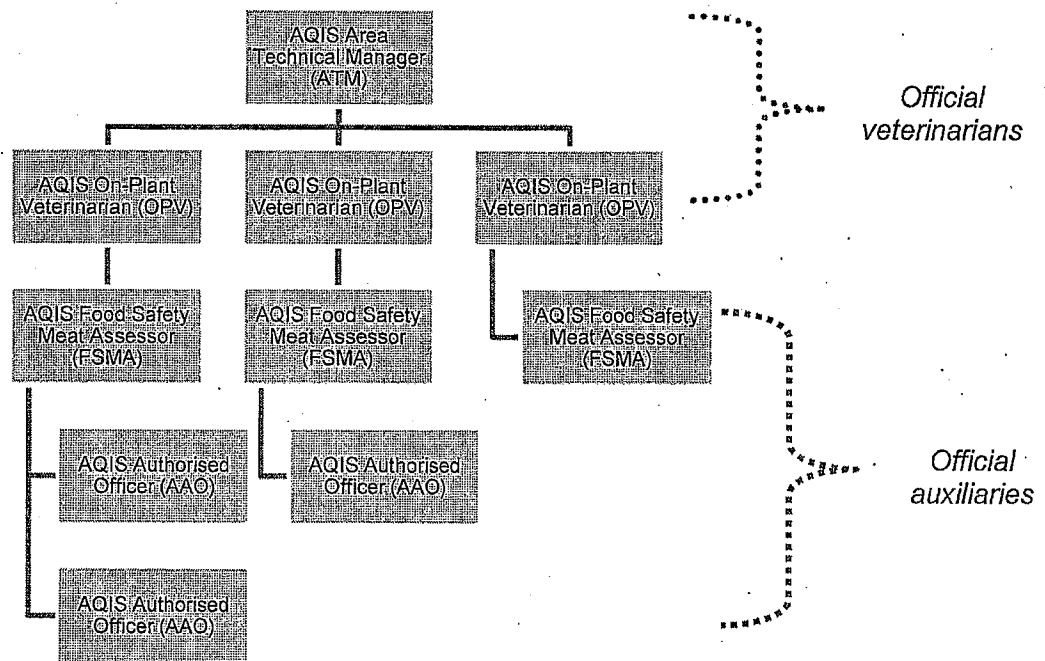 AQIS Area
Technical Manager
(ATM)
Official
veterinarians
AQIS On-Plant
Veterinarian (OPV)
AQIS On-Plant
Veterinarian (OPV)
AQIS On-Plant
Veterinarian (OPV)
AQIS Food Safety
Meat Assessor
(FSMA)
AQIS Food Safety
Meat Assessor
(FSMA)
AQIS Food Safety
Meat Assessor
(FSMA)
AQIS Authorised
Officer (AAO)
AQIS Authorised
Officer (AAO)
Official
auxiliaries
AQIS Authorised
Officer (AAO)